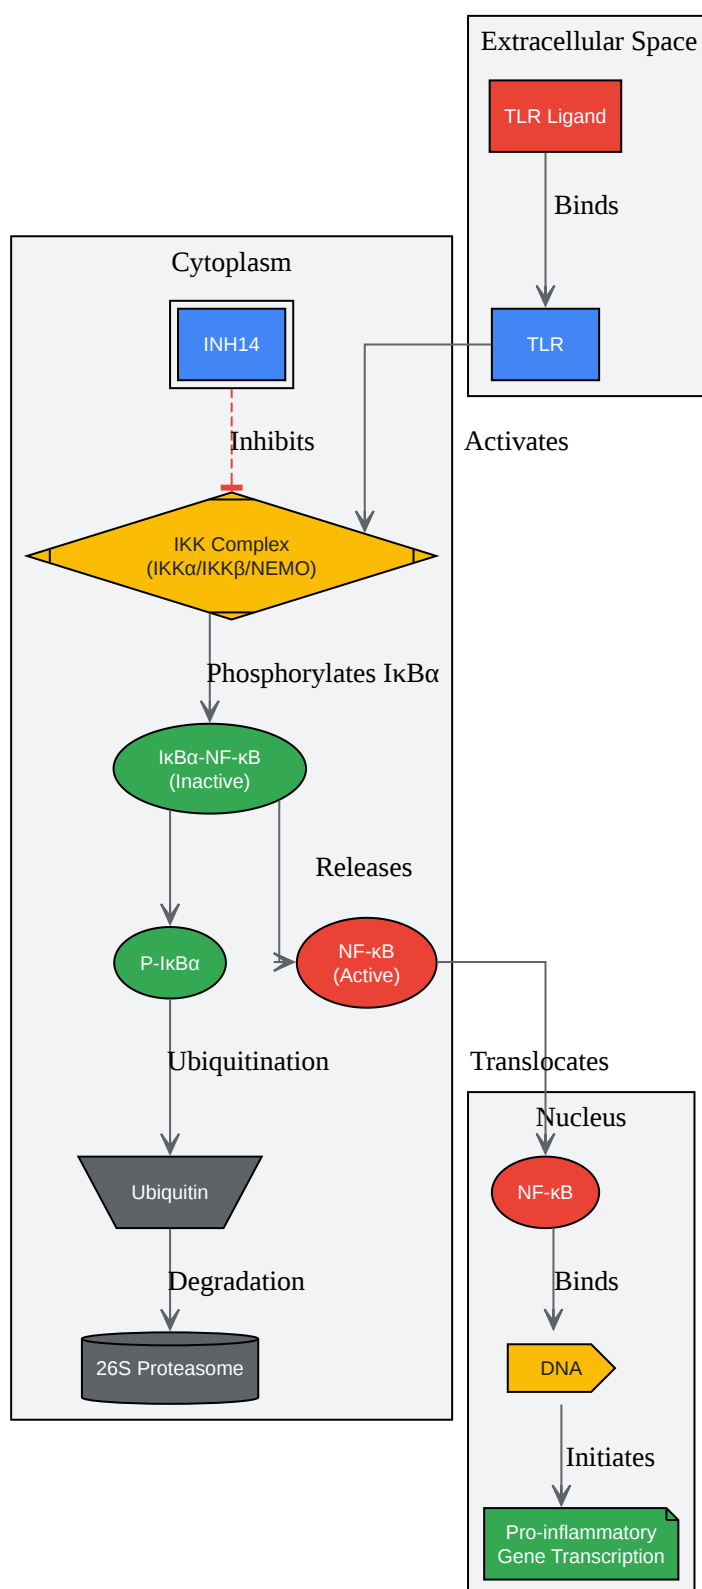 Extracellular Space
TLR Ligand
Binds
Cytoplasm
INH14
TLR
Inhibits
Activates
IKK Complex
(IKKα/IKKβ/NEMO)
Phosphorylates IκBα
IκBα-NF-κB
(Inactive)
Releases
P-IκBα
NF-κB
(Active)
Ubiquitination
Translocates
Nucleus
Ubiquitin
NF-κB
Degradation
Binds
26S Proteasome
DNA
Initiates
Pro-inflammatory
Gene Transcription